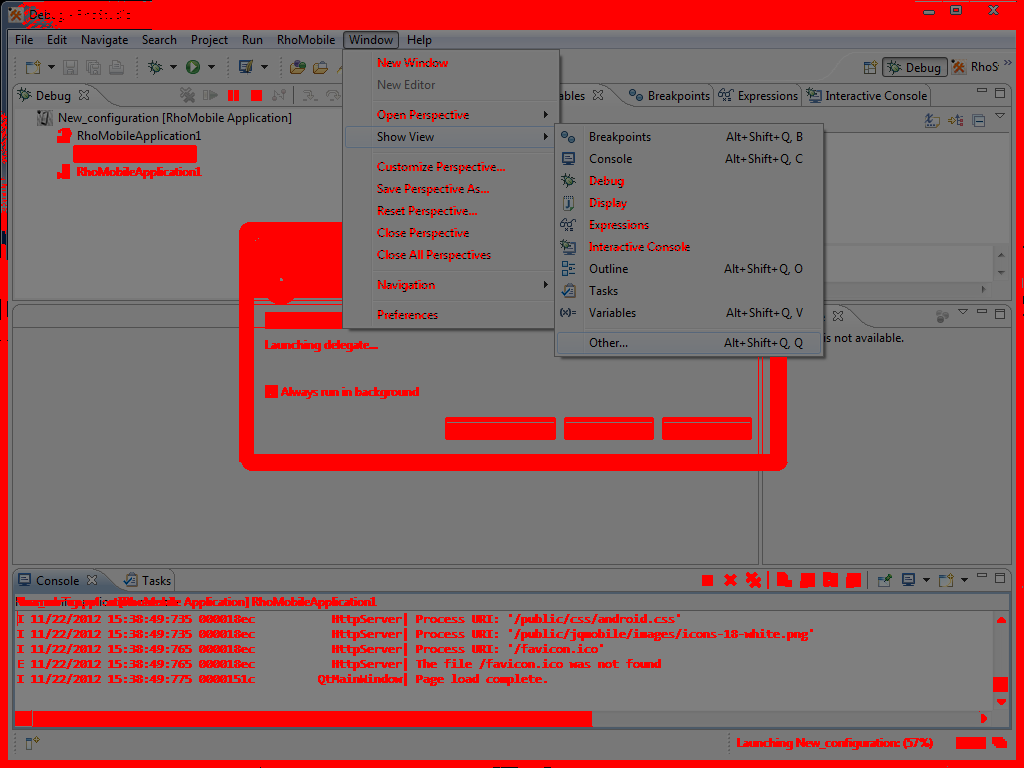 File Edit Navigate Search Project Run RhoMobile Window Help
Debug RhoS
Debug
ables Breakpoints Expressions Interactive Console
New_configuration [RhoMobile Application]
RhoMobileApplication1
RhoMobileApplication1
New Window
New Editor
Open Perspective
Show View
Customize Perspective...
Save Perspective As...
Reset Perspective...
Close Perspective
Close All Perspectives
Navigation
Preferences
Breakpoints Alt+Shift+Q, B
Console Alt+Shift+Q, C
Debug
Display
Expressions
Interactive Console
Outline Alt+Shift+Q, O
Tasks
Variables Alt+Shift+Q, V
Other... Alt+Shift+Q, Q
is not available.
Launching delegate...
Always run in background
Console Tasks
[RhoMobile Application] RhoMobileApplication1
I 11/22/2012 15:38:49:735 000018ec HttpServer| Process URI: '/public/css/android.css'
I 11/22/2012 15:38:49:735 000018ec HttpServer| Process URI: '/public/jqmobile/images/icons-18-white.png'
I 11/22/2012 15:38:49:765 000018ec HttpServer| Process URI: '/favicon.ico'
E 11/22/2012 15:38:49:765 000018ec HttpServer| The file /favicon.ico was not found
I 11/22/2012 15:38:49:775 0000151c QtMainWindow| Page load complete.
Launching New_configuration: (57%)